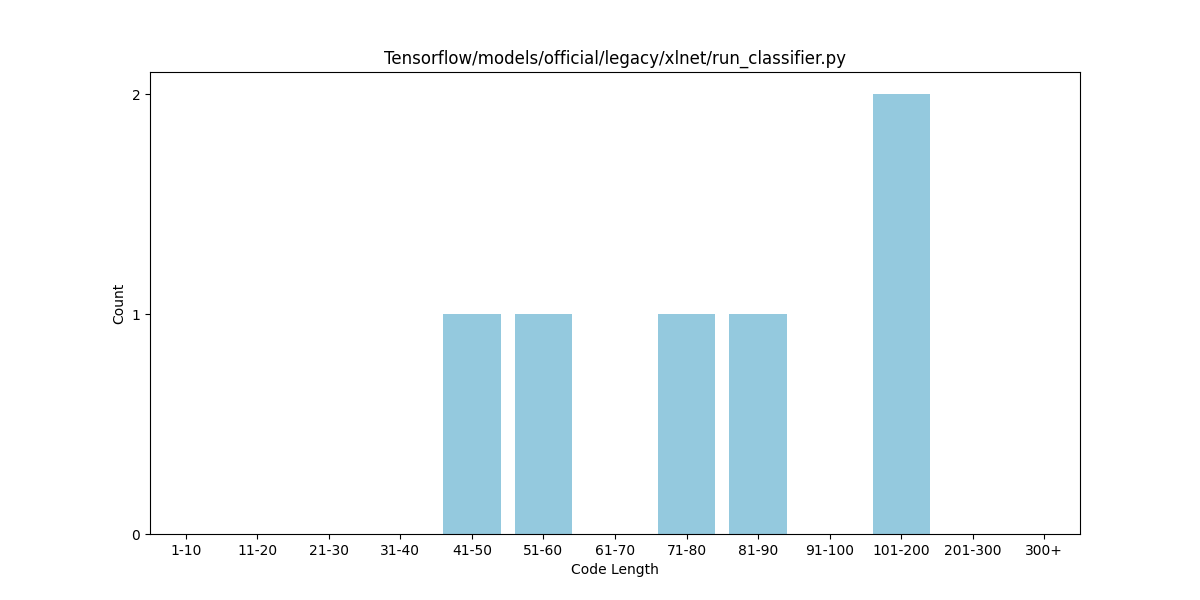 Tensorflow/models/official/legacy/xlnet/run_classifier.py
2
1
0
Count
1-10 11-20 21-30 31-40 41-50 51-60 61-70 71-80 81-90 91-100 101-200 201-300 300+
Code Length